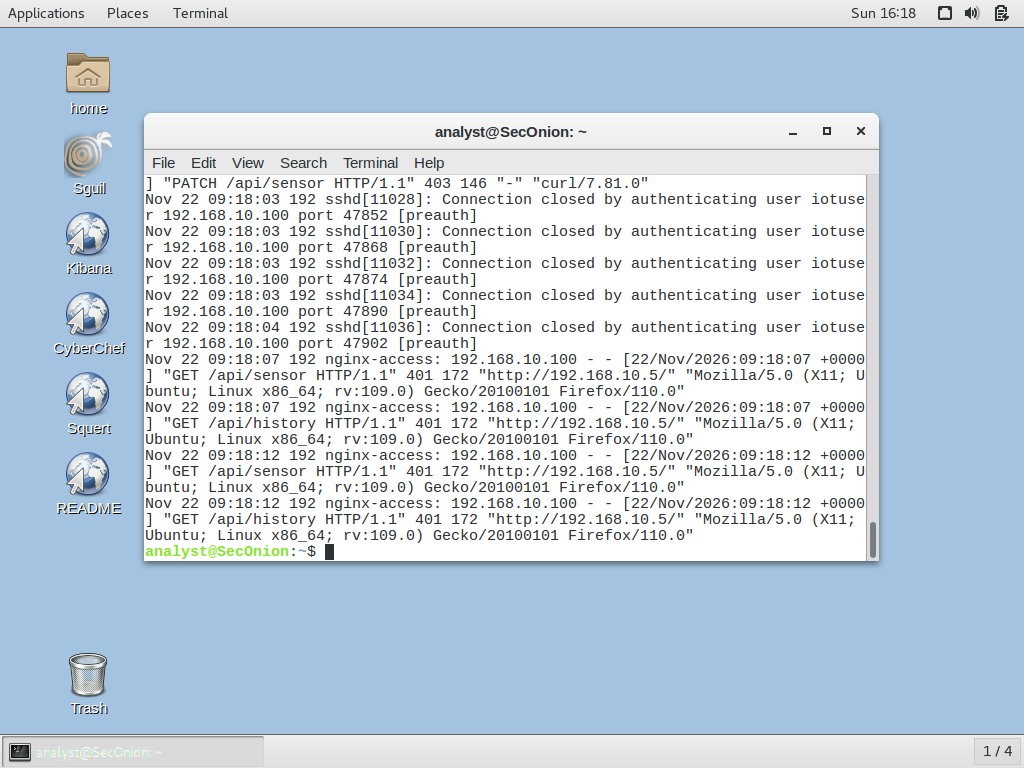 Applications Places Terminal Sun 16:18
home
Sguil
Kibana
CyberChef
Squert
README
Trash
analyst@SecOnion: ~
File Edit View Search Terminal Help
] "PATCH /api/sensor HTTP/1.1" 403 146 "-" "curl/7.81.0"
Nov 22 09:18:03 192 sshd[11028]: Connection closed by authenticating user iotuse
r 192.168.10.100 port 47852 [preauth]
Nov 22 09:18:03 192 sshd[11030]: Connection closed by authenticating user iotuse
r 192.168.10.100 port 47868 [preauth]
Nov 22 09:18:03 192 sshd[11032]: Connection closed by authenticating user iotuse
r 192.168.10.100 port 47874 [preauth]
Nov 22 09:18:03 192 sshd[11034]: Connection closed by authenticating user iotuse
r 192.168.10.100 port 47890 [preauth]
Nov 22 09:18:04 192 sshd[11036]: Connection closed by authenticating user iotuse
r 192.168.10.100 port 47902 [preauth]
Nov 22 09:18:07 192 nginx-access: 192.168.10.100 - - [22/Nov/2026:09:18:07 +0000
] "GET /api/sensor HTTP/1.1" 401 172 "http://192.168.10.5/" "Mozilla/5.0 (X11; U
buntu; Linux x86_64; rv:109.0) Gecko/20100101 Firefox/110.0"
Nov 22 09:18:07 192 nginx-access: 192.168.10.100 - - [22/Nov/2026:09:18:07 +0000
] "GET /api/history HTTP/1.1" 401 172 "http://192.168.10.5/" "Mozilla/5.0 (X11;
Ubuntu; Linux x86_64; rv:109.0) Gecko/20100101 Firefox/110.0"
Nov 22 09:18:12 192 nginx-access: 192.168.10.100 - - [22/Nov/2026:09:18:12 +0000
] "GET /api/sensor HTTP/1.1" 401 172 "http://192.168.10.5/" "Mozilla/5.0 (X11; U
buntu; Linux x86_64; rv:109.0) Gecko/20100101 Firefox/110.0"
Nov 22 09:18:12 192 nginx-access: 192.168.10.100 - - [22/Nov/2026:09:18:12 +0000
] "GET /api/history HTTP/1.1" 401 172 "http://192.168.10.5/" "Mozilla/5.0 (X11;
Ubuntu; Linux x86_64; rv:109.0) Gecko/20100101 Firefox/110.0"
analyst@SecOnion:~$
analyst@SecOnion: ~
1 / 4